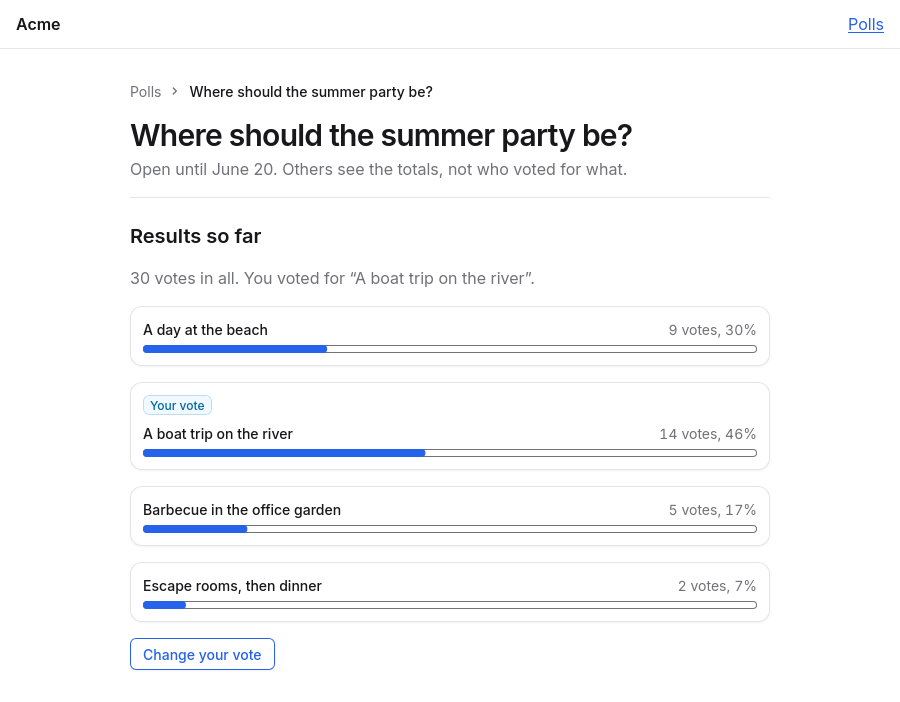 Acme
Polls
Polls > Where should the summer party be?
Where should the summer party be?
Open until June 20. Others see the totals, not who voted for what.
Results so far
30 votes in all. You voted for “A boat trip on the river”.
A day at the beach
9 votes, 30%
Your vote
A boat trip on the river
14 votes, 46%
Barbecue in the office garden
5 votes, 17%
Escape rooms, then dinner
2 votes, 7%
Change your vote